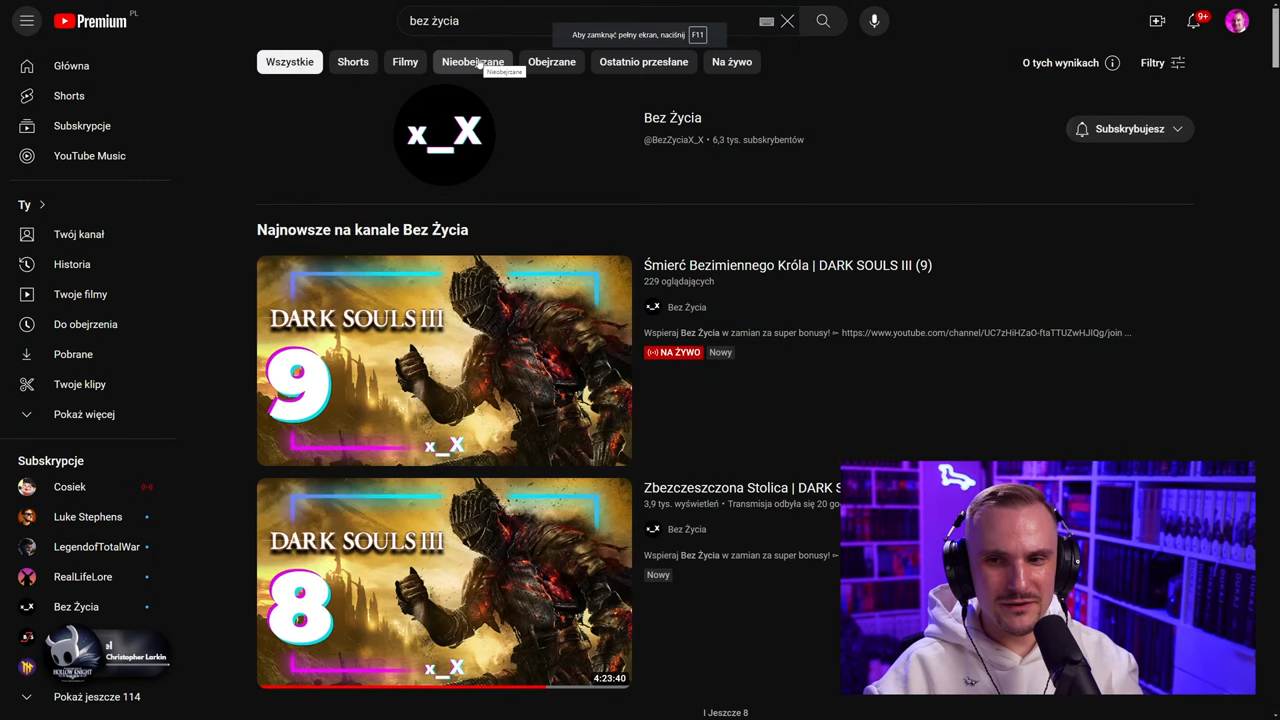 Premium PL
bez życia
Aby zamknąć pełny ekran, naciśnij F11
9+
Wszystkie
Shorts
Filmy
Nieobejrzane
Obejrzane
Ostatnio przesłane
Na żywo
Nieobejrzane
O tych wynikach
Filtry
Główna
Shorts
Subskrypcje
YouTube Music
Ty
Twój kanał
Historia
Twoje filmy
Do obejrzenia
Pobrane
Twoje klipy
Pokaż więcej
Subskrypcje
Cosiek
Luke Stephens
LegendofTotalWar
RealLifeLore
Bez Życia
Christopher Larkin
HOLLOW KNIGHT
Pokaż jeszcze 114
x_X
Bez Życia
@BezZyciaX_X • 6,3 tys. subskrybentów
Subskrybujesz
Najnowsze na kanale Bez Życia
DARK SOULS III
9
x_X
Śmierć Bezimiennego Króla | DARK SOULS III (9)
229 oglądających
Bez Życia
Wspieraj Bez Życia w zamian za super bonusy! ➳ https://www.youtube.com/channel/UC7zHiHZaO-ftaTTUZwHJIQg/join ...
NA ŻYWO Nowy
DARK SOULS III
8
x_X
4:23:40
Zbezczeszczona Stolica | DARK S
3,9 tys. wyświetleń • Transmisja odbyła się 20 go
Bez Życia
Wspieraj Bez Życia w zamian za super bonusy!
Nowy
I Jeszcze 8